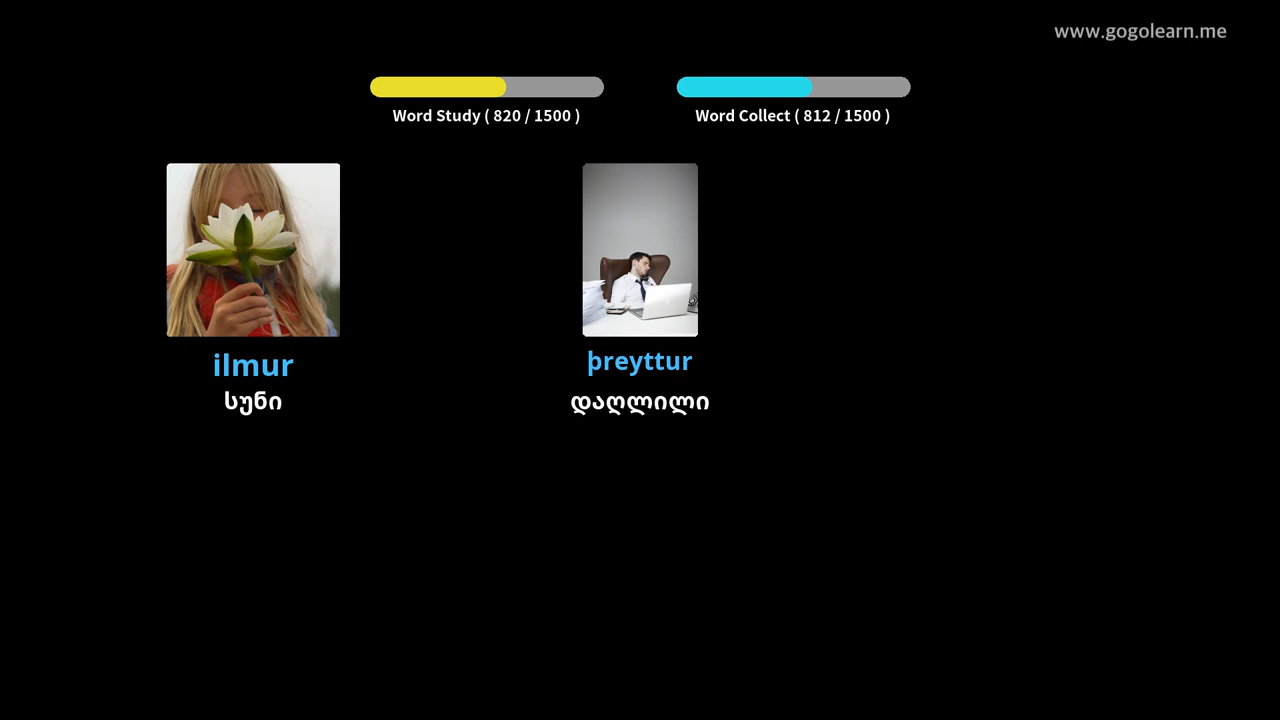 www.gogolearn.me
Word Study ( 820 / 1500 )
Word Collect ( 812 / 1500 )
ilmur
þreyttur
სუნი
დაღლილი